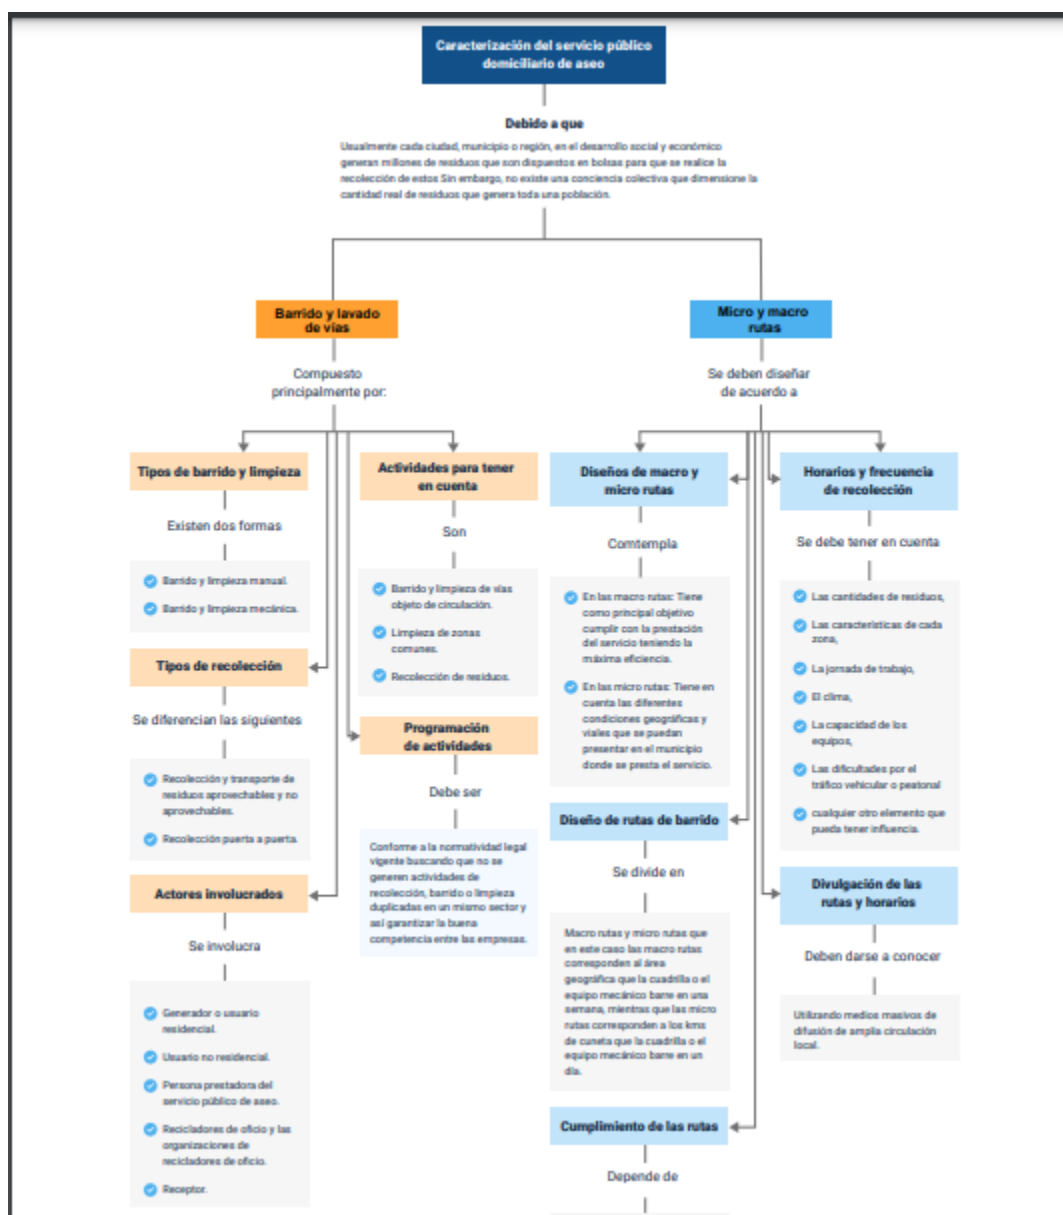 Caracterización del servicio público
domiciliario de aseo
Debido a que
Usualmente cada ciudad, municipio o región, en el desarrollo social y económico
generan millones de residuos que son dispuestos en bolsas para que se realice la
recolección de estos Sin embargo, no existe una conciencia colectiva que dimensione la
cantidad real de residuos que genera toda una población.
Barrido y lavado
de vías
Compuesto
principalmente por:
Tipos de barrido y limpieza
Existen dos formas
Barrido y limpieza manual.
Barrido y limpieza mecánica.
Tipos de recolección
Se diferencian las siguientes
Recolección y transporte de
residuos aprovechables y no
aprovechables.
Recolección puerta a puerta.
Actores involucrados
Se involucra
Generador o usuario
residencial.
Usuario no residencial.
Persona prestadora del
servicio público de aseo.
Recicladores de oficio y las
organizaciones de
recicladores de oficio.
Receptor.
Actividades para tener
en cuenta
Son
Barrido y limpieza de vías
objeto de circulación.
Limpieza de zonas
comunes.
Recolección de residuos.
Programación
de actividades
Debe ser
Conforme a la normatividad legal
vigente buscando que no se
generen actividades de
recolección, barrido o limpieza
duplicadas en un mismo sector y
así garantizar la buena
competencia entre las empresas.
Micro y macro
rutas
Se deben diseñar
de acuerdo a
Diseños de macro y
micro rutas
Comtempla
En las macro rutas: Tiene
como principal objetivo
cumplir con la prestación
del servicio teniendo la
máxima eficiencia.
En las micro rutas: Tiene en
cuenta las diferentes
condiciones geográficas y
viales que se puedan
presentar en el municipio
donde se presta el servicio.
Diseño de rutas de barrido
Se divide en
Macro rutas y micro rutas que
en este caso las macro rutas
corresponden al área
geográfica que la cuadrilla o el
equipo mecánico barre en una
semana, mientras que las micro
rutas corresponden a los kms
de cuneta que la cuadrilla o el
equipo mecánico barre en un
día.
Cumplimiento de las rutas
Depende de
Horarios y frecuencia
de recolección
Se debe tener en cuenta
Las cantidades de residuos,
Las características de cada
zona,
La jornada de trabajo,
El clima,
La capacidad de los
equipos,
Las dificultades por el
tráfico vehicular o peatonal
cualquier otro elemento que
pueda tener influencia.
Divulgación de las
rutas y horarios
Deben darse a conocer
Utilizando medios masivos de
difusión de amplia circulación
local.